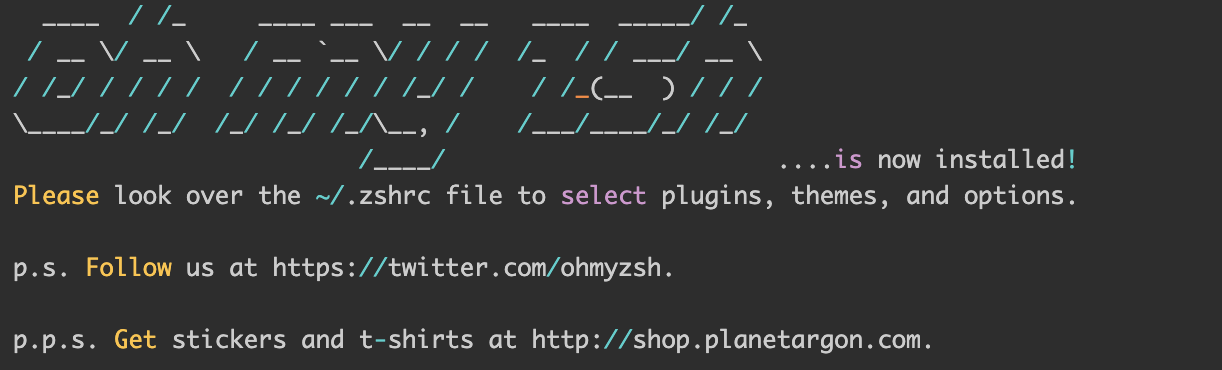 ____  / /_     ____ ___  __  __   ____  _____/ /_
 / __ \/ __ \   / __ `__ \/ / / /  /_  / / ___/ __ \
/ /_/ / / / /  / / / / / / /_/ /    / /_(__  ) / / /
\____/_/ /_/  /_/ /_/ /_/\__, /    /___/____/_/ /_/
                        /____/                       ....is now installed!
Please look over the ~/.zshrc file to select plugins, themes, and options.
p.s. Follow us at https://twitter.com/ohmyzsh.
p.p.s. Get stickers and t-shirts at http://shop.planetargon.com.